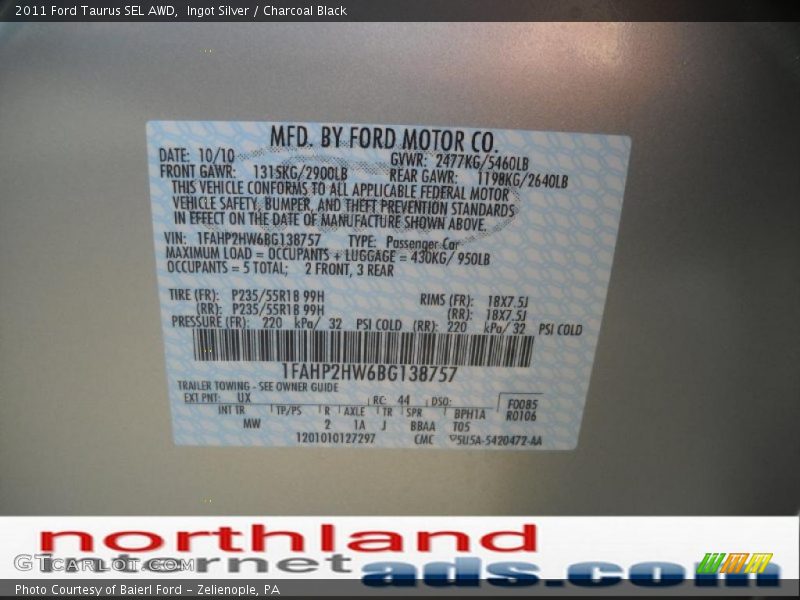 2011 Ford Taurus SEL AWD,  Ingot Silver / Charcoal Black
MFD. BY FORD MOTOR CO.
DATE: 10/10 GVWR: 2477KG/5460LB
FRONT GAWR: 1315KG/2900LB REAR GAWR: 1198KG/2640LB
THIS VEHICLE CONFORMS TO ALL APPLICABLE FEDERAL MOTOR
VEHICLE SAFETY, BUMPER, AND THEFT PREVENTION STANDARDS
IN EFFECT ON THE DATE OF MANUFACTURE SHOWN ABOVE.
VIN: 1FAHP2HW6BG138757 TYPE: Passenger Car
MAXIMUM LOAD = OCCUPANTS + LUGGAGE = 430KG/ 950LB
OCCUPANTS = 5 TOTAL; 2 FRONT, 3 REAR
TIRE (FR): P235/55R18 99H RIMS (FR): 18X7.5J
(RR): P235/55R18 99H (RR): 18X7.5J
PRESSURE (FR): 220 kPa/ 32 PSI COLD (RR): 220 kPa/ 32 PSI COLD
1FAHP2HW6BG138757
TRAILER TOWING - SEE OWNER GUIDE
EXT PNT: UX RC: 44 DSO: F0085
INT TR TP/PS R AXLE TR SPR BPH1A R0106
MW 2 1A J BBAA T05
1201010127297 CMC 5U5A-5420472-AA
northland
internet
ads.com
GTCARLOT.COM
Photo Courtesy of Baierl Ford – Zelienople, PA